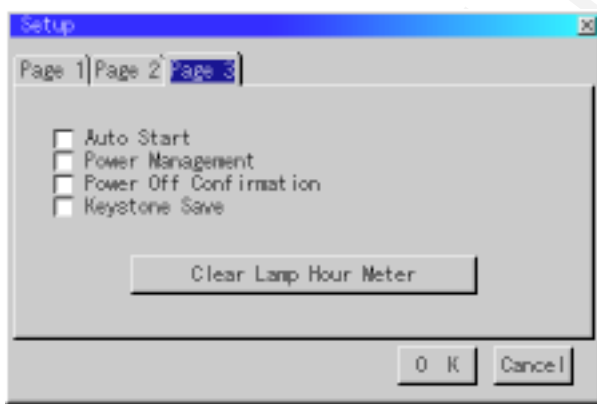 Setup
Page 1 Page 2 Page 3
Auto Start
Power Management
Power Off Confirmation
Keystone Save
Clear Lamp Hour Meter
O K Cancel